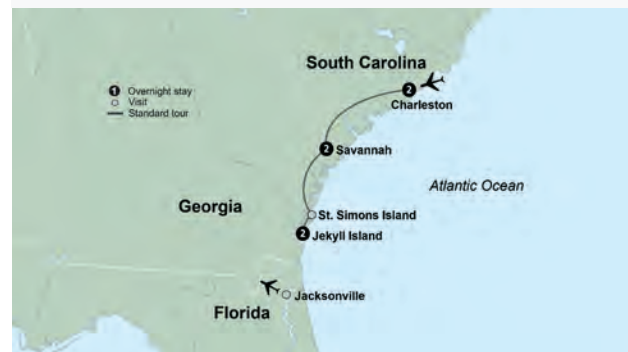 South Carolina
1 Overnight stay
Visit
Standard tour
2
Charleston
2 Savannah
Atlantic Ocean
Georgia
St. Simons Island
2 Jekyll Island
Jacksonville
Florida